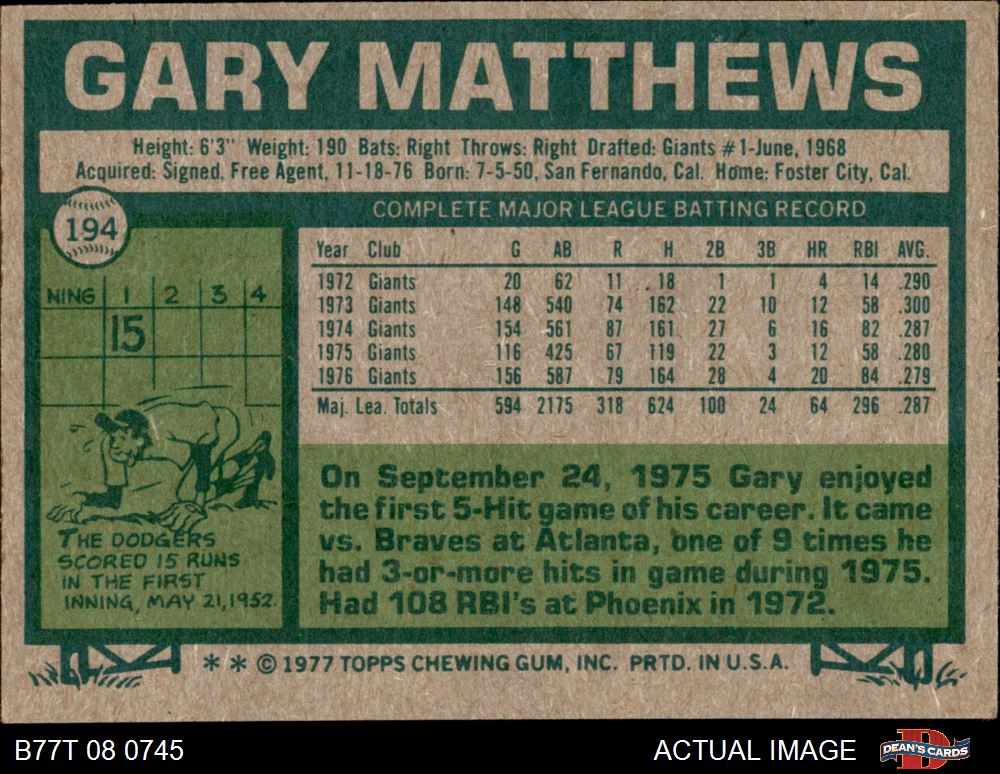 GARY MATTHEWS
Height: 6'3" Weight: 190 Bats: Right Throws: Right Drafted: Giants #1-June, 1968
Acquired: Signed, Free Agent, 11-18-76 Born: 7-5-50, San Fernando, Cal. Home: Foster City, Cal.
194
COMPLETE MAJOR LEAGUE BATTING RECORD
Year Club G AB R H 2B 3B HR RBI AVG.
1972 Giants 20 62 11 18 1 1 4 14 .290
1973 Giants 148 540 74 162 22 10 12 58 .300
1974 Giants 154 561 87 161 27 6 16 82 .287
1975 Giants 116 425 67 119 22 3 12 58 .280
1976 Giants 156 587 79 164 28 4 20 84 .279
Maj. Lea. Totals 594 2175 318 624 100 24 64 296 .287
NING 1 2 3 4
15
THE DODGERS
SCORED 15 RUNS
IN THE FIRST
INNING, MAY 21, 1952.
On September 24, 1975 Gary enjoyed
the first 5-Hit game of his career. It came
vs. Braves at Atlanta, one of 9 times he
had 3-or-more hits in game during 1975.
Had 108 RBI's at Phoenix in 1972.
* * © 1977 TOPPS CHEWING GUM, INC. PRTD. IN U.S.A.
B77T 08 0745
ACTUAL IMAGE
B
DEAN'S CARDS